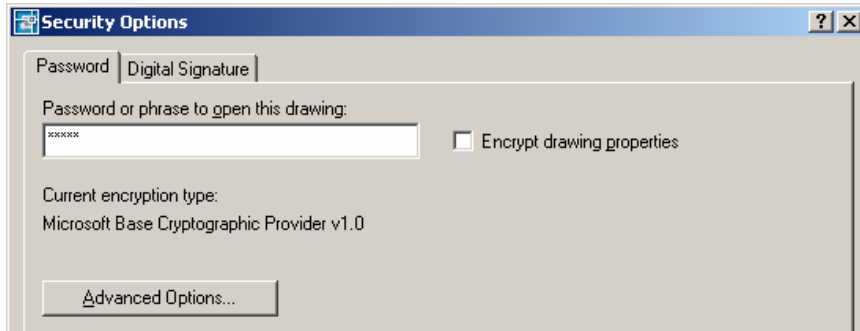 Security Options
Password Digital Signature
Password or phrase to open this drawing:
*****
Encrypt drawing properties
Current encryption type:
Microsoft Base Cryptographic Provider v1.0
Advanced Options...